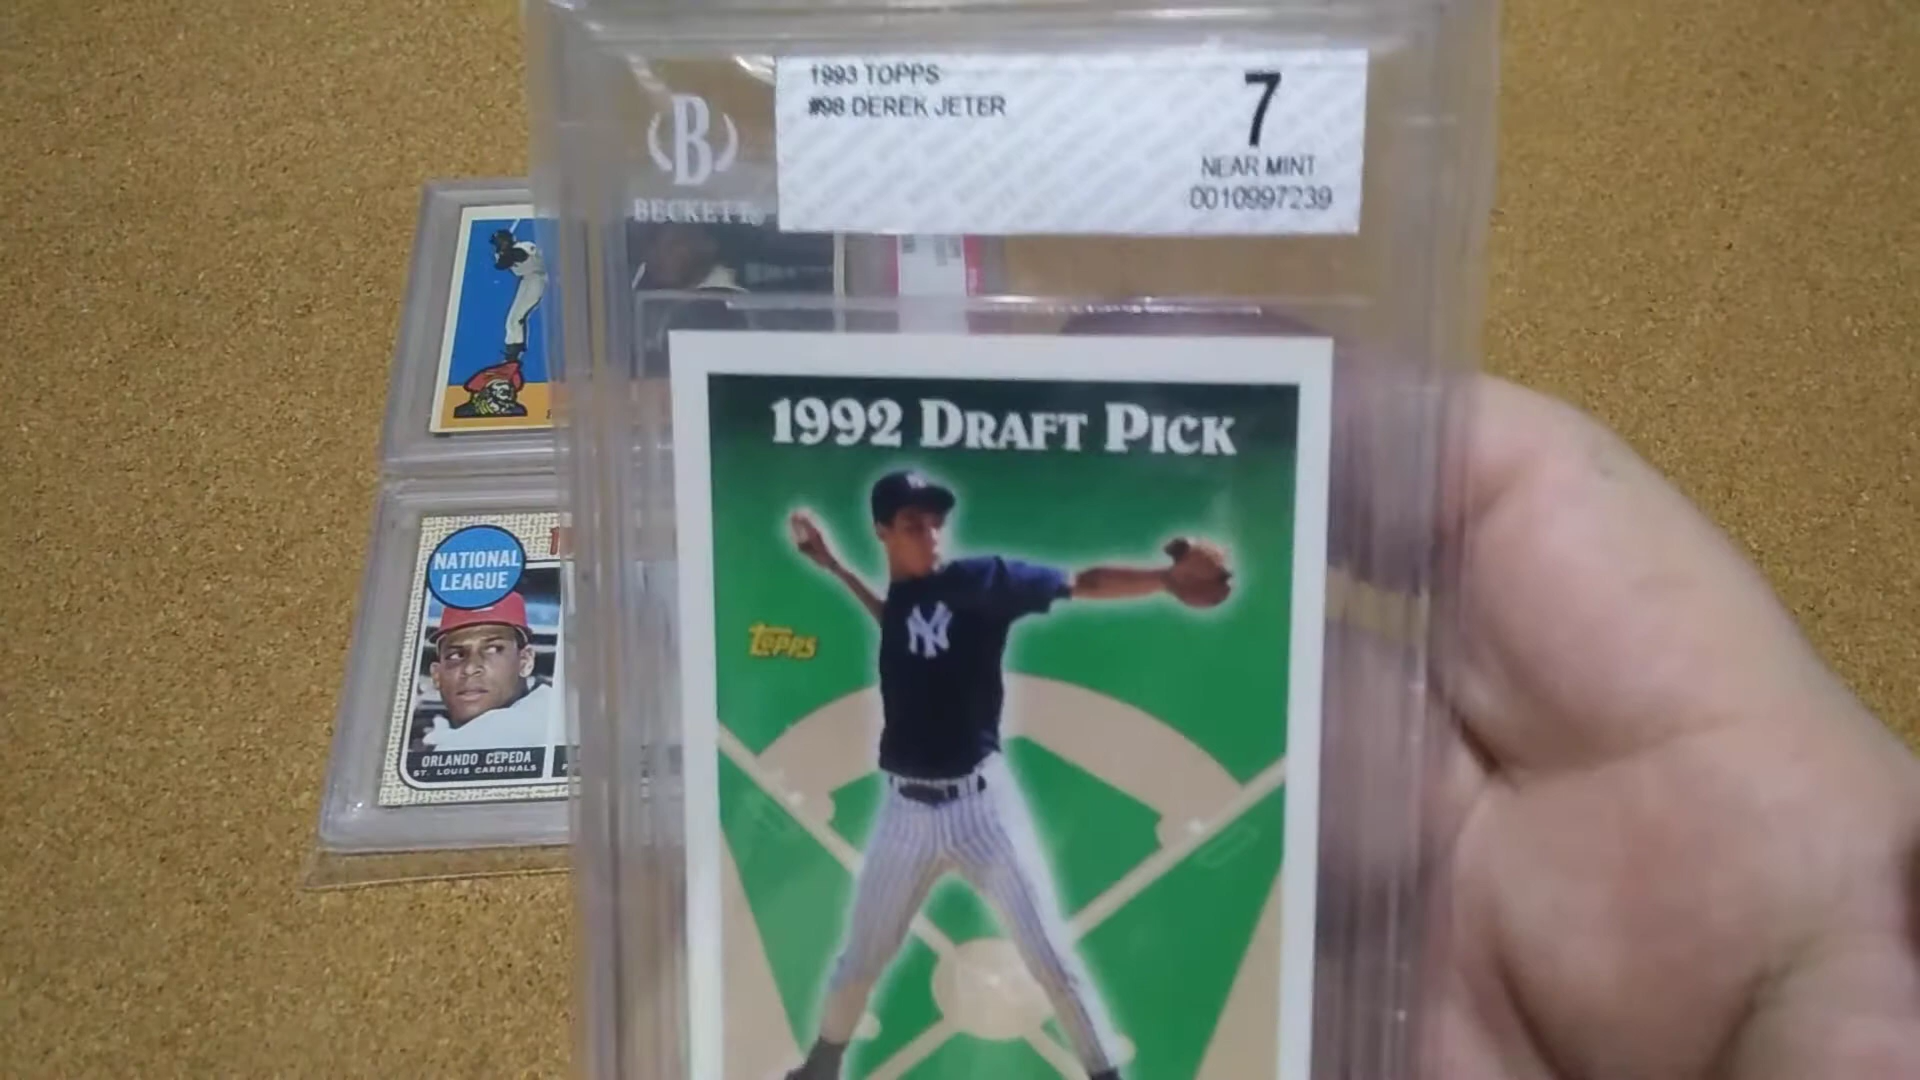 1993 TOPPS
#98 DEREK JETER
7
NEAR MINT
0010997239
B
BECKETT
1992 DRAFT PICK
NY
TOPPS
NATIONAL
LEAGUE
ORLANDO CEPEDA
ST. LOUIS CARDINALS